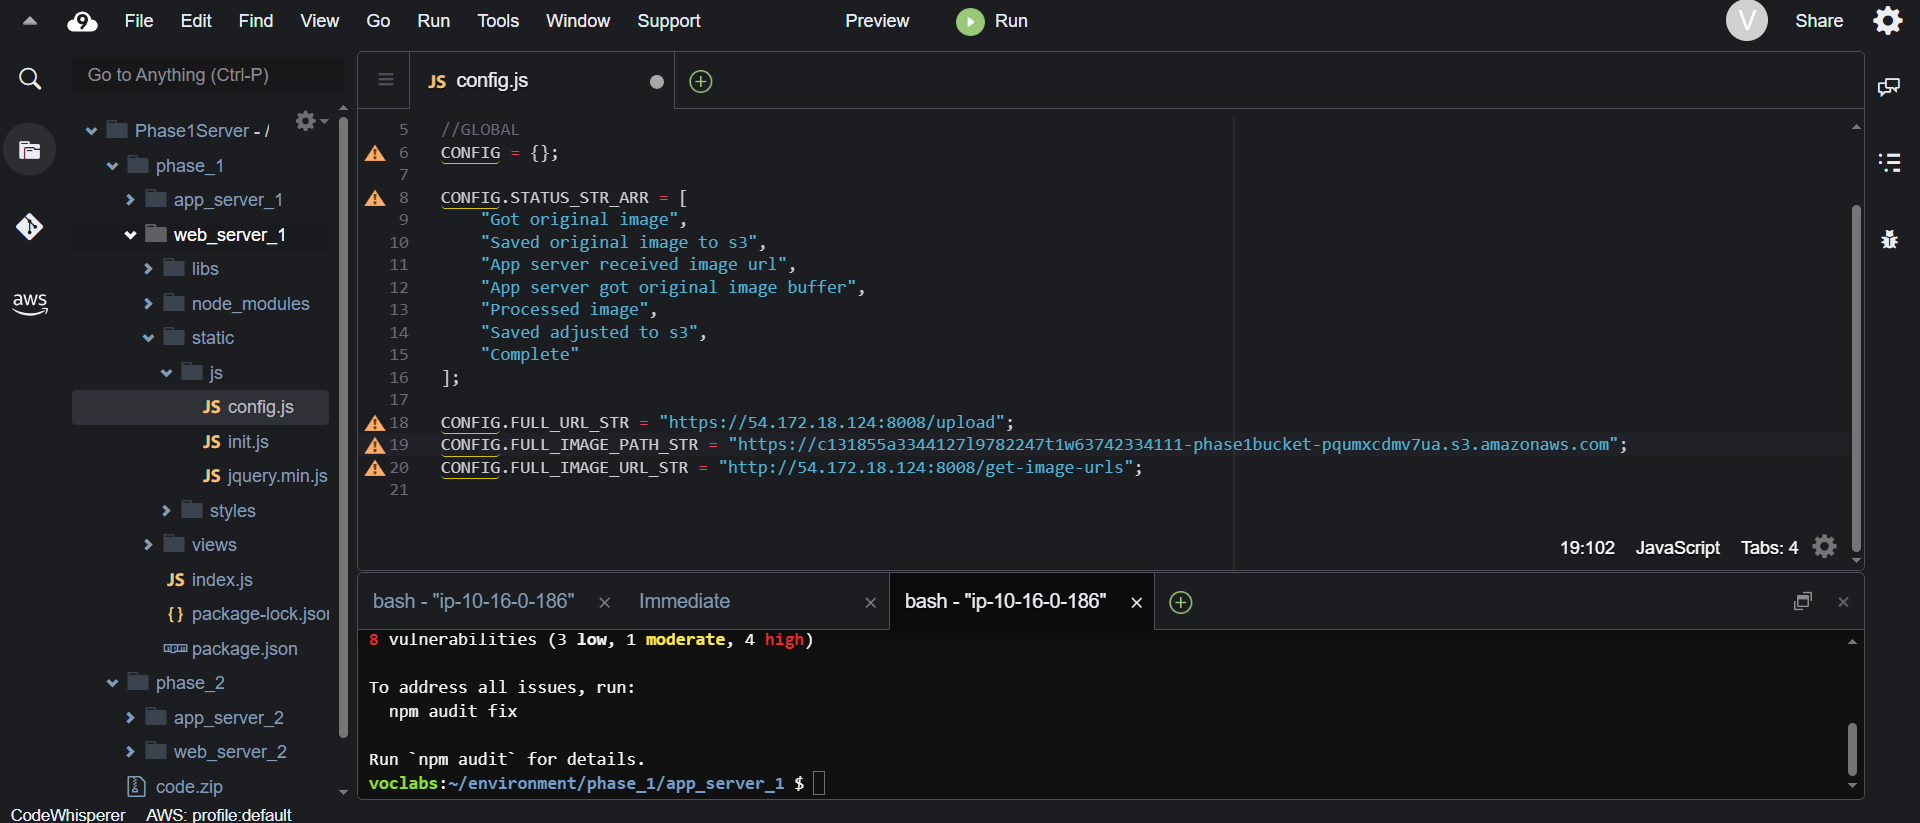 File Edit Find View Go Run Tools Window Support Preview Run V Share
Go to Anything (Ctrl-P)
JS config.js
Phase1Server - /
phase_1
app_server_1
web_server_1
libs
node_modules
static
js
JS config.js
JS init.js
JS jquery.min.js
styles
views
JS index.js
{} package-lock.json
npm package.json
phase_2
app_server_2
web_server_2
code.zip
aws
5 //GLOBAL
6 CONFIG = {};
7
8 CONFIG.STATUS_STR_ARR = [
9 "Got original image",
10 "Saved original image to s3",
11 "App server received image url",
12 "App server got original image buffer",
13 "Processed image",
14 "Saved adjusted to s3",
15 "Complete"
16 ];
17
18 CONFIG.FULL_URL_STR = "https://54.172.18.124:8008/upload";
19 CONFIG.FULL_IMAGE_PATH_STR = "https://c131855a3344127l9782247t1w63742334111-phase1bucket-pqumxcdmv7ua.s3.amazonaws.com";
20 CONFIG.FULL_IMAGE_URL_STR = "http://54.172.18.124:8008/get-image-urls";
21
19:102 JavaScript Tabs: 4
bash - "ip-10-16-0-186" Immediate bash - "ip-10-16-0-186"
8 vulnerabilities (3 low, 1 moderate, 4 high)
To address all issues, run:
npm audit fix
Run `npm audit` for details.
voclabs:~/environment/phase_1/app_server_1 $
CodeWhisperer AWS: profile:default